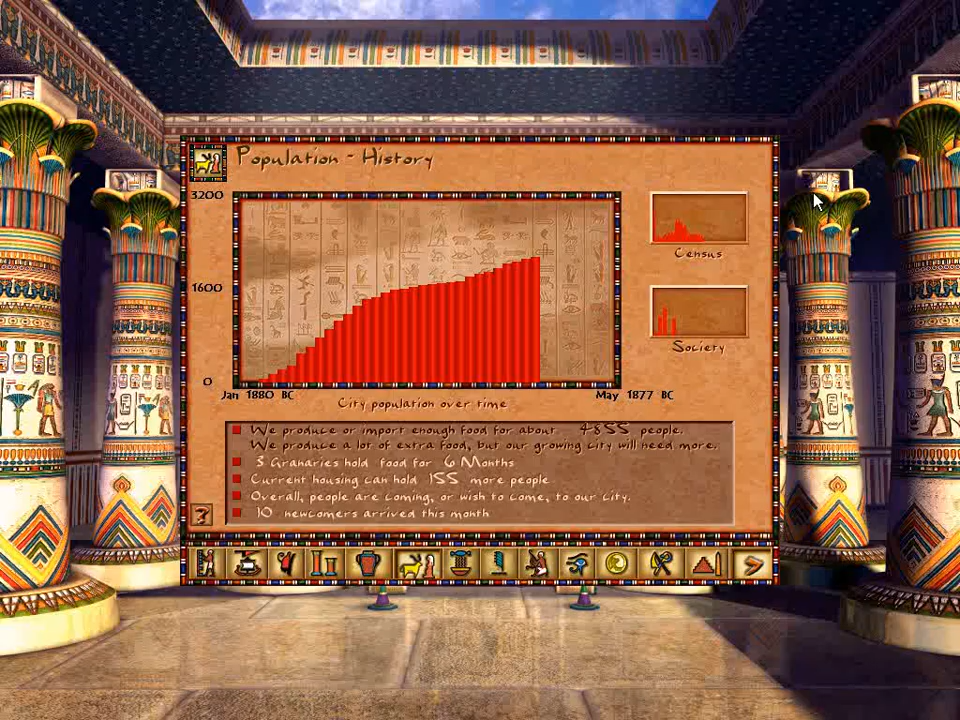 Population - History
3200
1600
0
Jan 1880 BC
May 1877 BC
City population over time
Census
Society
We produce or import enough food for about 4855 people.
We produce a lot of extra food, but our growing city will need more.
3 Granaries hold food for 6 Months
Current housing can hold 155 more people
Overall, people are coming, or wish to come, to our city.
10 newcomers arrived this month
?